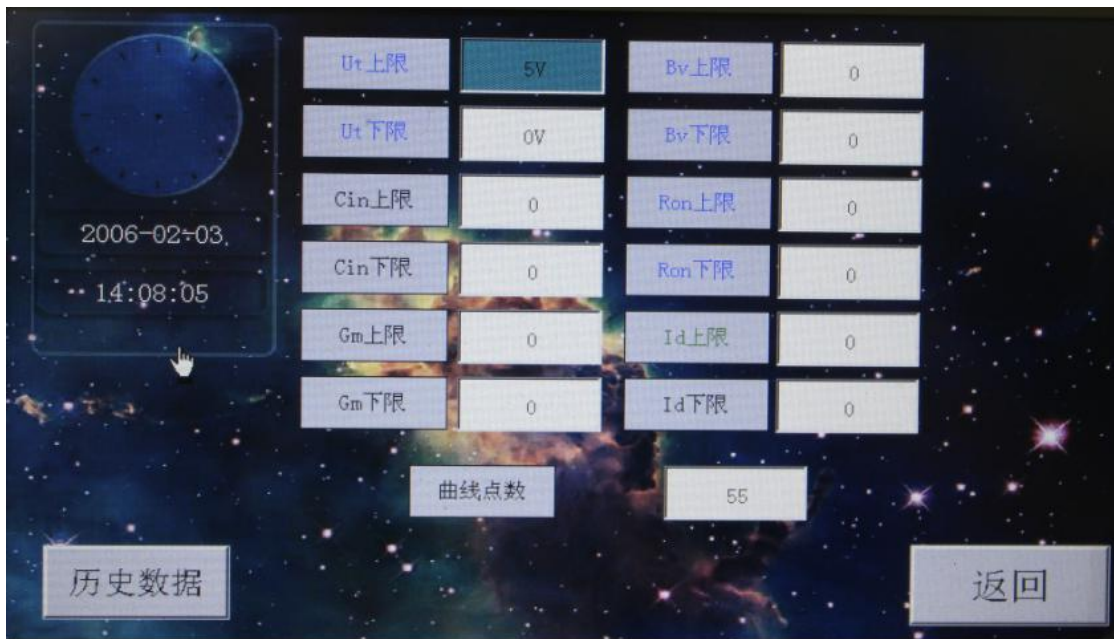 Ut上限 5V Bv上限 0
Ut下限 0V Bv下限 0
Cin上限 0 Ron上限 0
2006-02-03
Cin下限 0 Ron下限 0
14:08:05
Gm上限 0 Id上限 0
Gm下限 0 Id下限 0
曲线点数 55
历史数据 返回